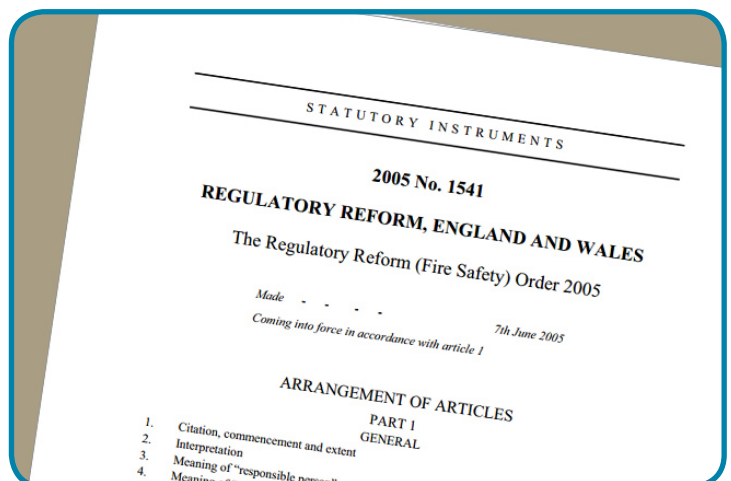 STATUTORY INSTRUMENTS
2005 No. 1541
REGULATORY REFORM, ENGLAND AND WALES
The Regulatory Reform (Fire Safety) Order 2005
Made - - - - 7th June 2005
Coming into force in accordance with article 1
ARRANGEMENT OF ARTICLES
PART 1
GENERAL
1. Citation, commencement and extent
2. Interpretation
3. Meaning of “responsible person”
4. Meaning of